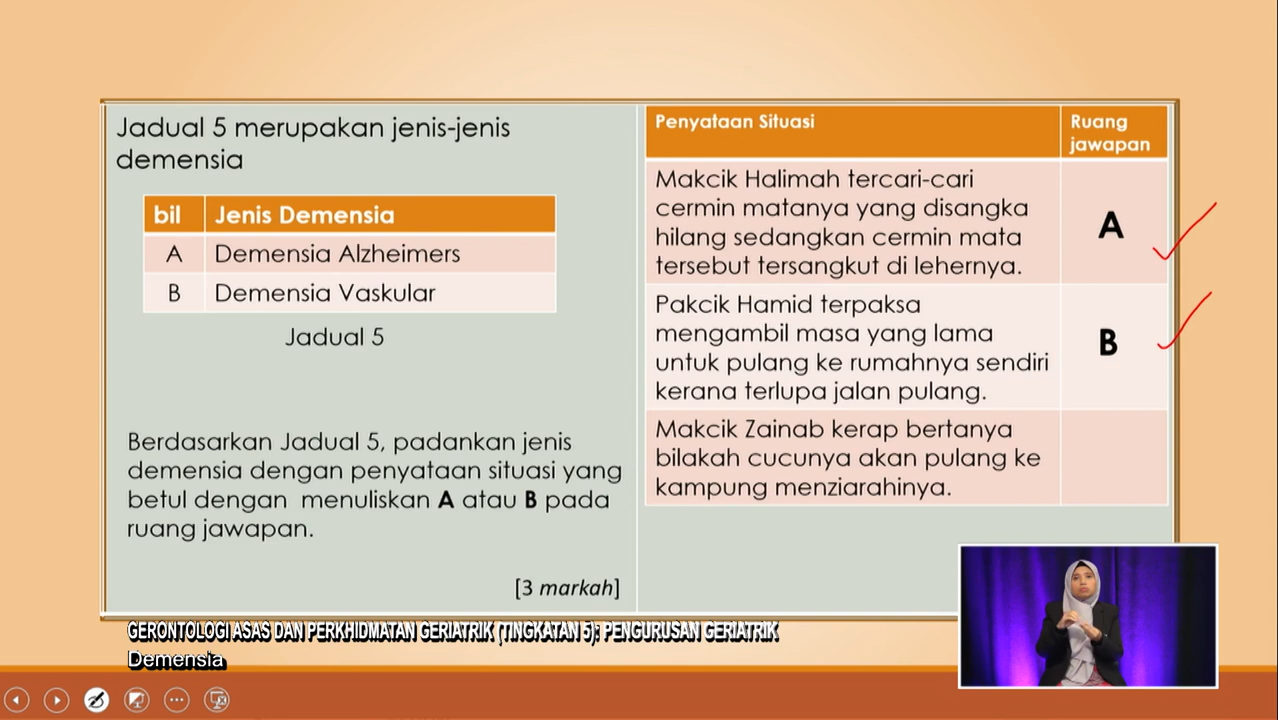 Jadual 5 merupakan jenis-jenis
demensia
bil Jenis Demensia
A Demensia Alzheimers
B Demensia Vaskular
Jadual 5
Berdasarkan Jadual 5, padankan jenis
demensia dengan penyataan situasi yang
betul dengan menuliskan A atau B pada
ruang jawapan.
[3 markah]
Penyataan Situasi
Ruang
jawapan
Makcik Halimah tercari-cari
cermin matanya yang disangka
hilang sedangkan cermin mata
tersebut tersangkut di lehernya.
A
Pakcik Hamid terpaksa
mengambil masa yang lama
untuk pulang ke rumahnya sendiri
kerana terlupa jalan pulang.
B
Makcik Zainab kerap bertanya
bilakah cucunya akan pulang ke
kampung menziarahinya.
GERONTOLOGI ASAS DAN PERKHIDMATAN GERIATRIK (TINGKATAN 5): PENGURUSAN GERIATRIK
Demensia